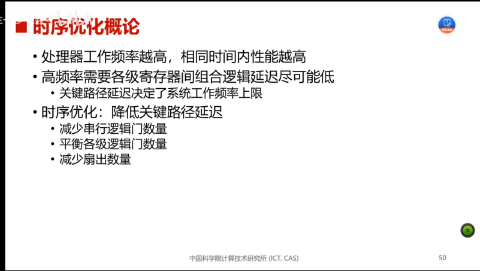 时序优化概论
处理器工作频率越高，相同时间内性能越高
高频率需要各级寄存器间组合逻辑延迟尽可能低
关键路径延迟决定了系统工作频率上限
时序优化：降低关键路径延迟
减少串行逻辑门数量
平衡各级逻辑门数量
减少扇出数量
中国科学院计算技术研究所 (ICT, CAS)
50